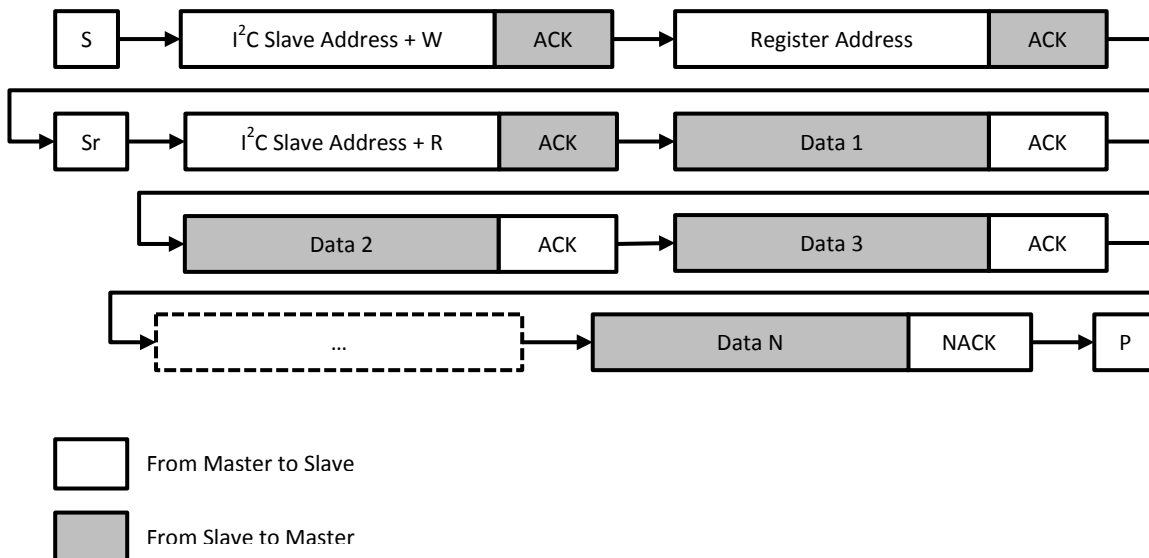 S I²C Slave Address + W ACK Register Address ACK
Sr I²C Slave Address + R ACK Data 1 ACK
Data 2 ACK Data 3 ACK
... Data N NACK P
From Master to Slave
From Slave to Master